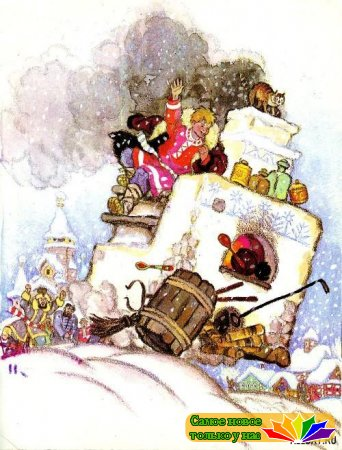 Самое новое
только у нас